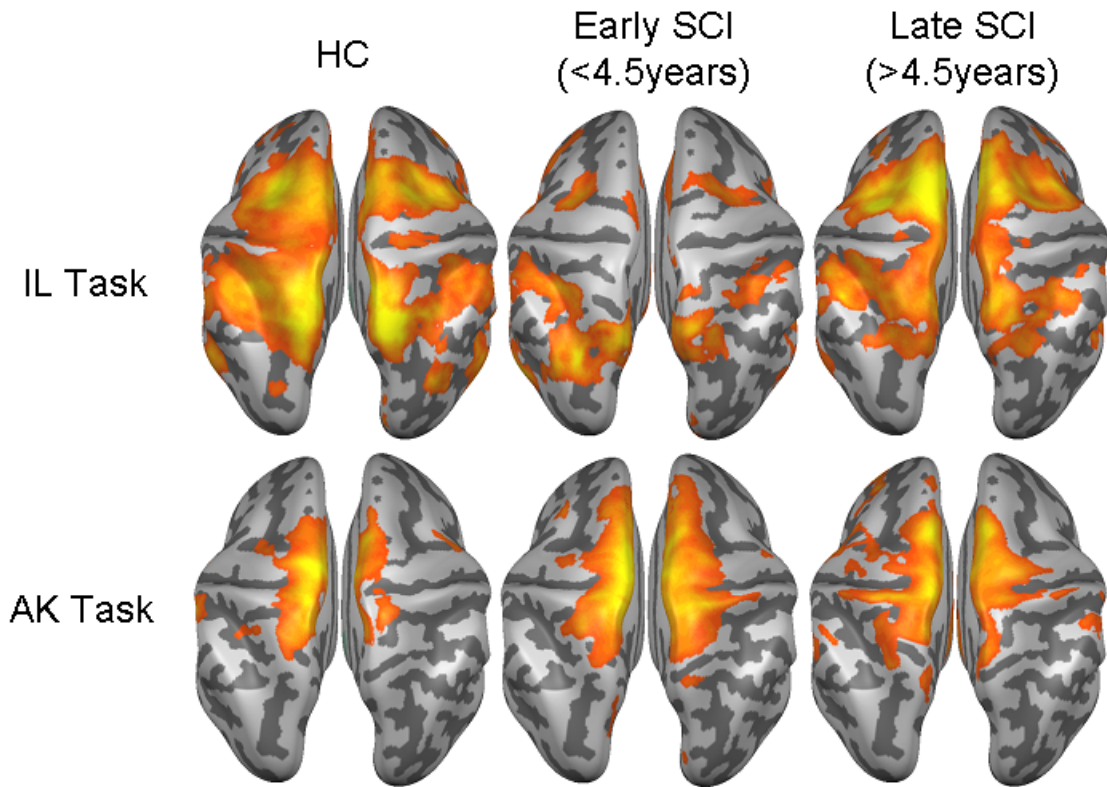 HC
Early SCI
(<4.5years)
Late SCI
(>4.5years)
IL Task
AK Task